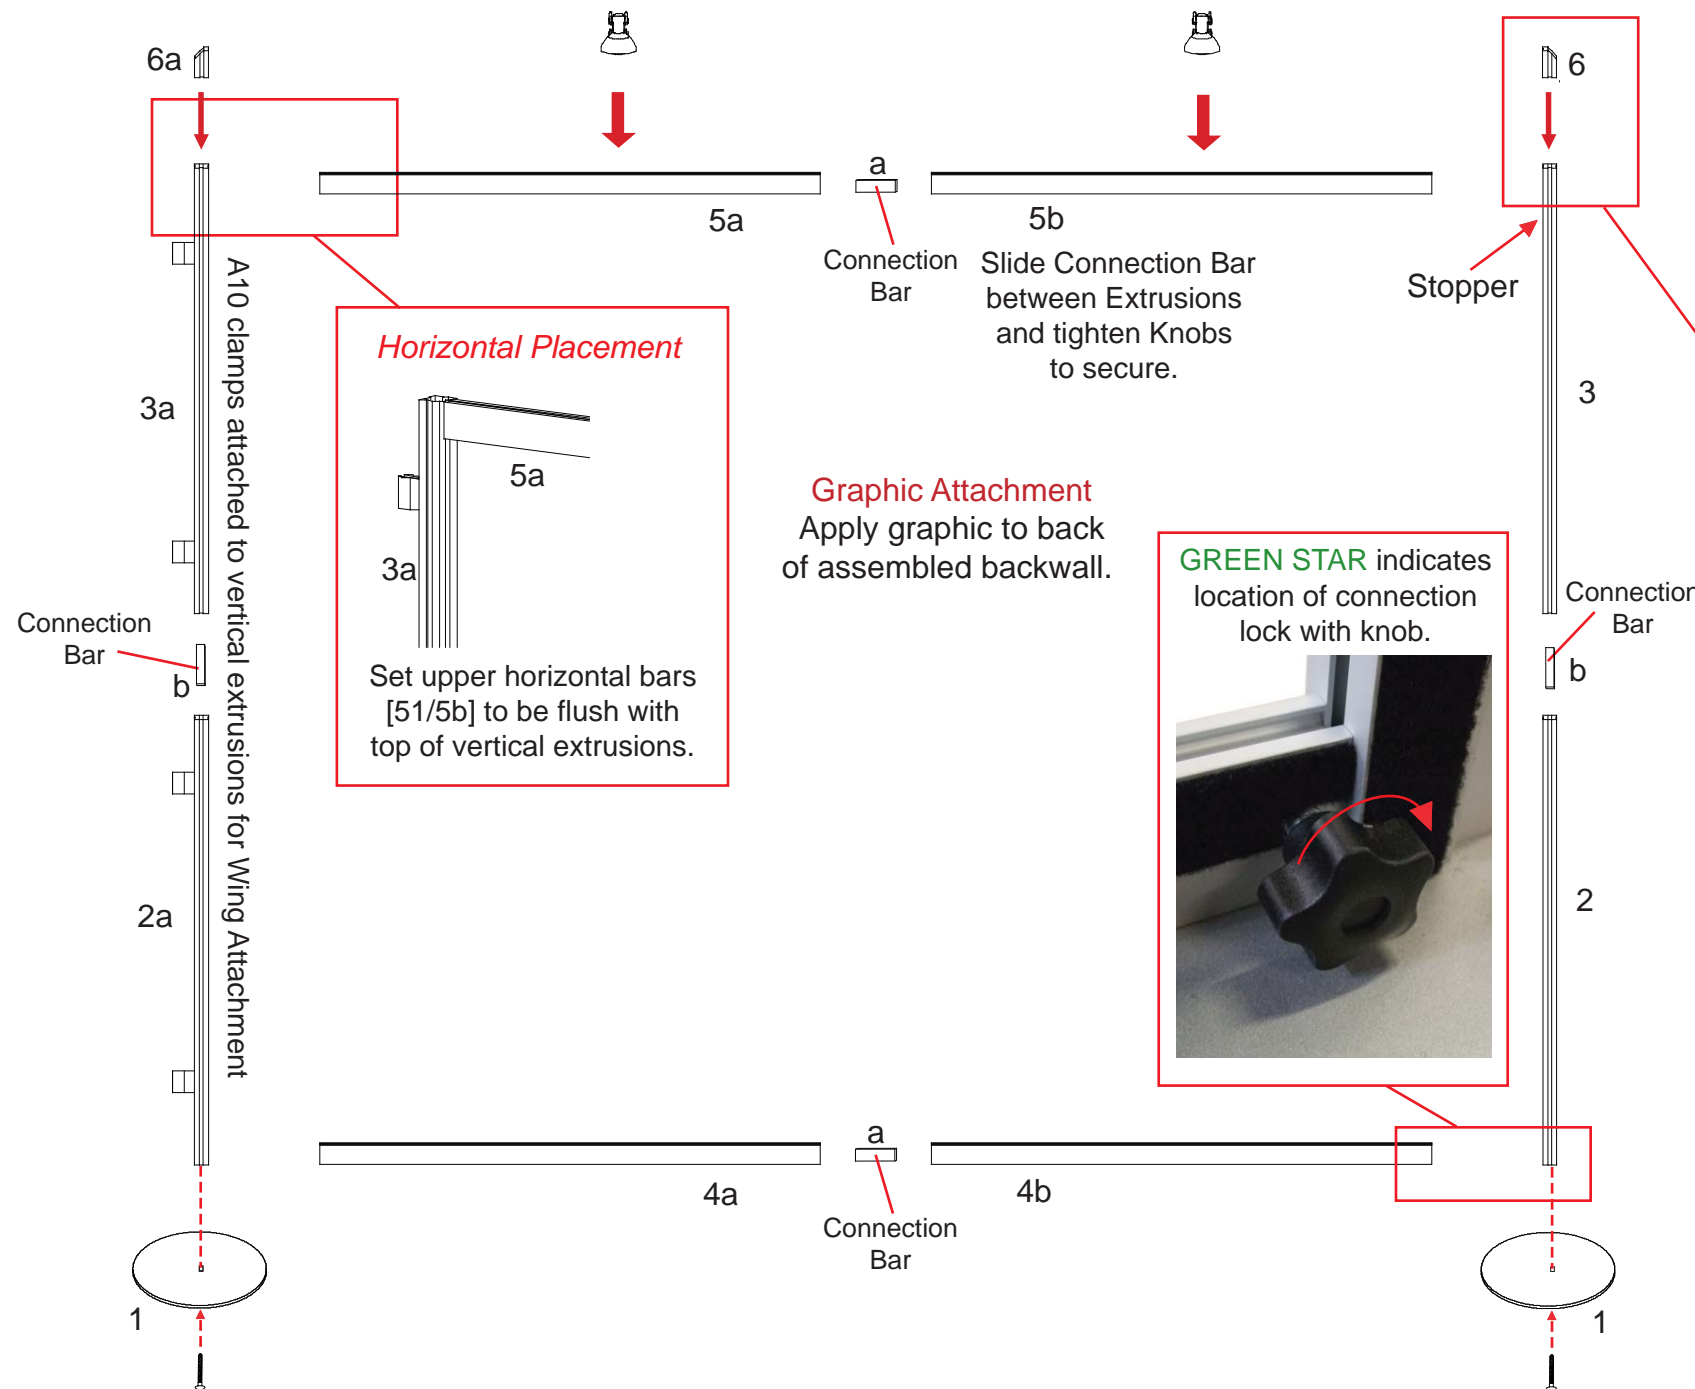 6a
6
a
5a
5b
Connection
Bar
Slide Connection Bar
between Extrusions
and tighten Knobs
to secure.
Stopper
A10 clamps attached to vertical extrusions for Wing Attachment
Horizontal Placement
5a
3a
Set upper horizontal bars
[51/5b] to be flush with
top of vertical extrusions.
3a
3
Graphic Attachment
Apply graphic to back
of assembled backwall.
GREEN STAR indicates
location of connection
lock with knob.
Connection
Bar
b
Connection
Bar
b
2a
2
a
4a
4b
Connection
Bar
1
1